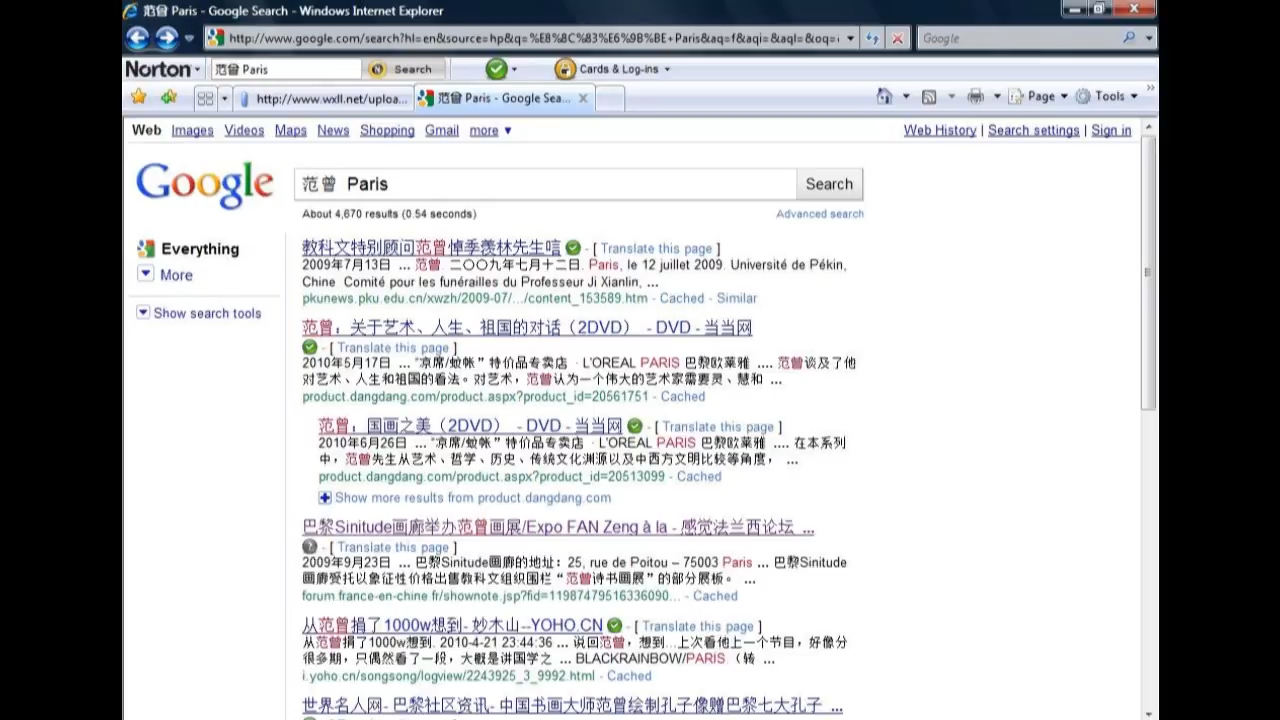 范曾 Paris - Google Search - Windows Internet Explorer
http://www.google.com/search?hl=en&source=hp&q=%E8%8C%83%E6%9B%BE+Paris&aq=f&aqi=&aql=&oq=
Google
Norton
范曾 Paris
Search
Cards & Log-ins
http://www.wxll.net/uploa...
范曾 Paris - Google Sea...
Page
Tools
Web Images Videos Maps News Shopping Gmail more
Web History | Search settings | Sign in
Google
范曾 Paris
Search
About 4,670 results (0.54 seconds)
Advanced search
Everything
More
Show search tools
教科文特别顾问范曾悼季羡林先生唁 - [ Translate this page ]
2009年7月13日 ... 范曾. 二〇〇九年七月十二日. Paris, le 12 juillet 2009. Université de Pékin,
Chine Comité pour les funérailles du Professeur Ji Xianlin, ...
pkunews.pku.edu.cn/xwzh/2009-07/.../content_153589.htm - Cached - Similar
范曾：关于艺术、人生、祖国的对话（2DVD） - DVD - 当当网
- [ Translate this page ]
2010年5月17日 ... “凉席/蚊帐”特价品专卖店 · L'OREAL PARIS 巴黎欧莱雅 .... 范曾谈及了他
对艺术、人生和祖国的看法。对艺术，范曾认为一个伟大的艺术家需要灵、慧和 ...
product.dangdang.com/product.aspx?product_id=20561751 - Cached
范曾：国画之美（2DVD） - DVD - 当当网 - [ Translate this page ]
2010年6月26日 ... “凉席/蚊帐”特价品专卖店 · L'OREAL PARIS 巴黎欧莱雅 .... 在本系列
中，范曾先生从艺术、哲学、历史、传统文化渊源以及中西方文明比较等角度， ...
product.dangdang.com/product.aspx?product_id=20513099 - Cached
Show more results from product.dangdang.com
巴黎Sinitude画廊举办范曾画展/Expo FAN Zeng à la - 感觉法兰西论坛 ...
- [ Translate this page ]
2009年9月23日 ... 巴黎Sinitude画廊的地址：25, rue de Poitou – 75003 Paris ... 巴黎Sinitude
画廊受托以象征性价格出售教科文组织围栏“范曾诗书画展”的部分展板。 ...
forum.france-en-chine.fr/shownote.jsp?fid=11987479516336090... - Cached
从范曾捐了1000w想到- 妙木山--YOHO.CN - [ Translate this page ]
从范曾捐了1000w想到. 2010-4-21 23:44:36 ... 说回范曾，想到...上次看他上一个节目，好像分
很多期，只偶然看了一段，大概是讲国学之 ... BLACKRAINBOW/PARIS （转 ...
i.yoho.cn/songsong/logview/2243925_3_9992.html - Cached
世界名人网- 巴黎社区资讯- 中国书画大师范曾绘制孔子像赠巴黎七大孔子 ...